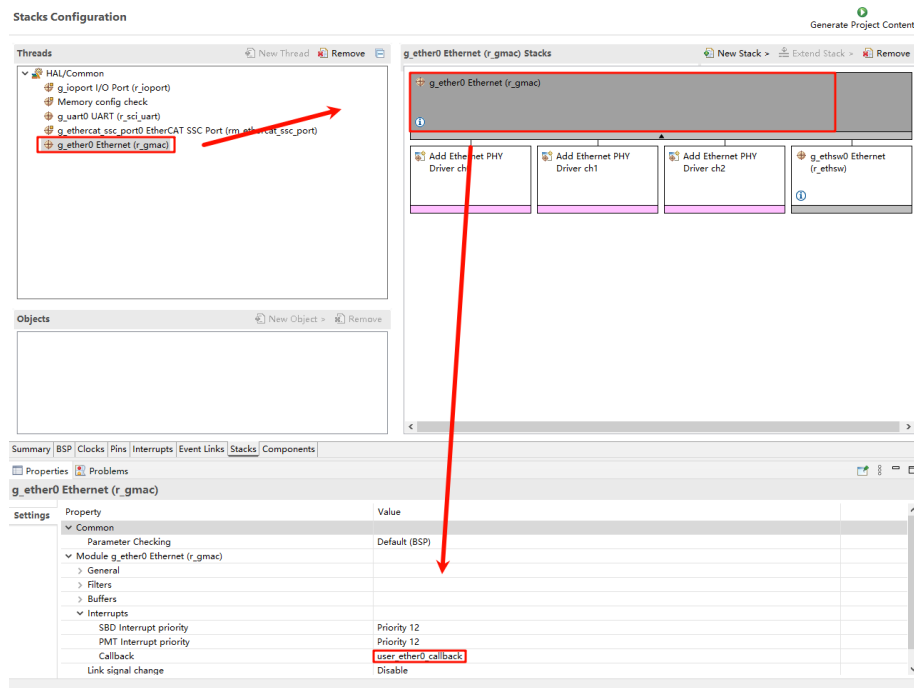 Stacks Configuration
Generate Project Content
Threads
New Thread
Remove
HAL/Common
g_ioport I/O Port (r_ioport)
Memory config check
g_uart0 UART (r_sci_uart)
g_ethercat_ssc_port0 EtherCAT SSC Port (rm_ethercat_ssc_port)
g_ether0 Ethernet (r_gmac)
g_ether0 Ethernet (r_gmac) Stacks
New Stack >
Extend Stack >
Remove
g_ether0 Ethernet (r_gmac)
Add Ethernet PHY
Driver
Add Ethernet PHY
Driver ch1
Add Ethernet PHY
Driver ch2
g_ethsw0 Ethernet
(r_ethsw)
Objects
New Object >
Remove
Summary BSP Clocks Pins Interrupts Event Links Stacks Components
Properties Problems
g_ether0 Ethernet (r_gmac)
Settings
Property Value
Common
Parameter Checking Default (BSP)
Module g_ether0 Ethernet (r_gmac)
General
Filters
Buffers
Interrupts
SBD Interrupt priority Priority 12
PMT Interrupt priority Priority 12
Callback user_ether0_callback
Link signal change Disable